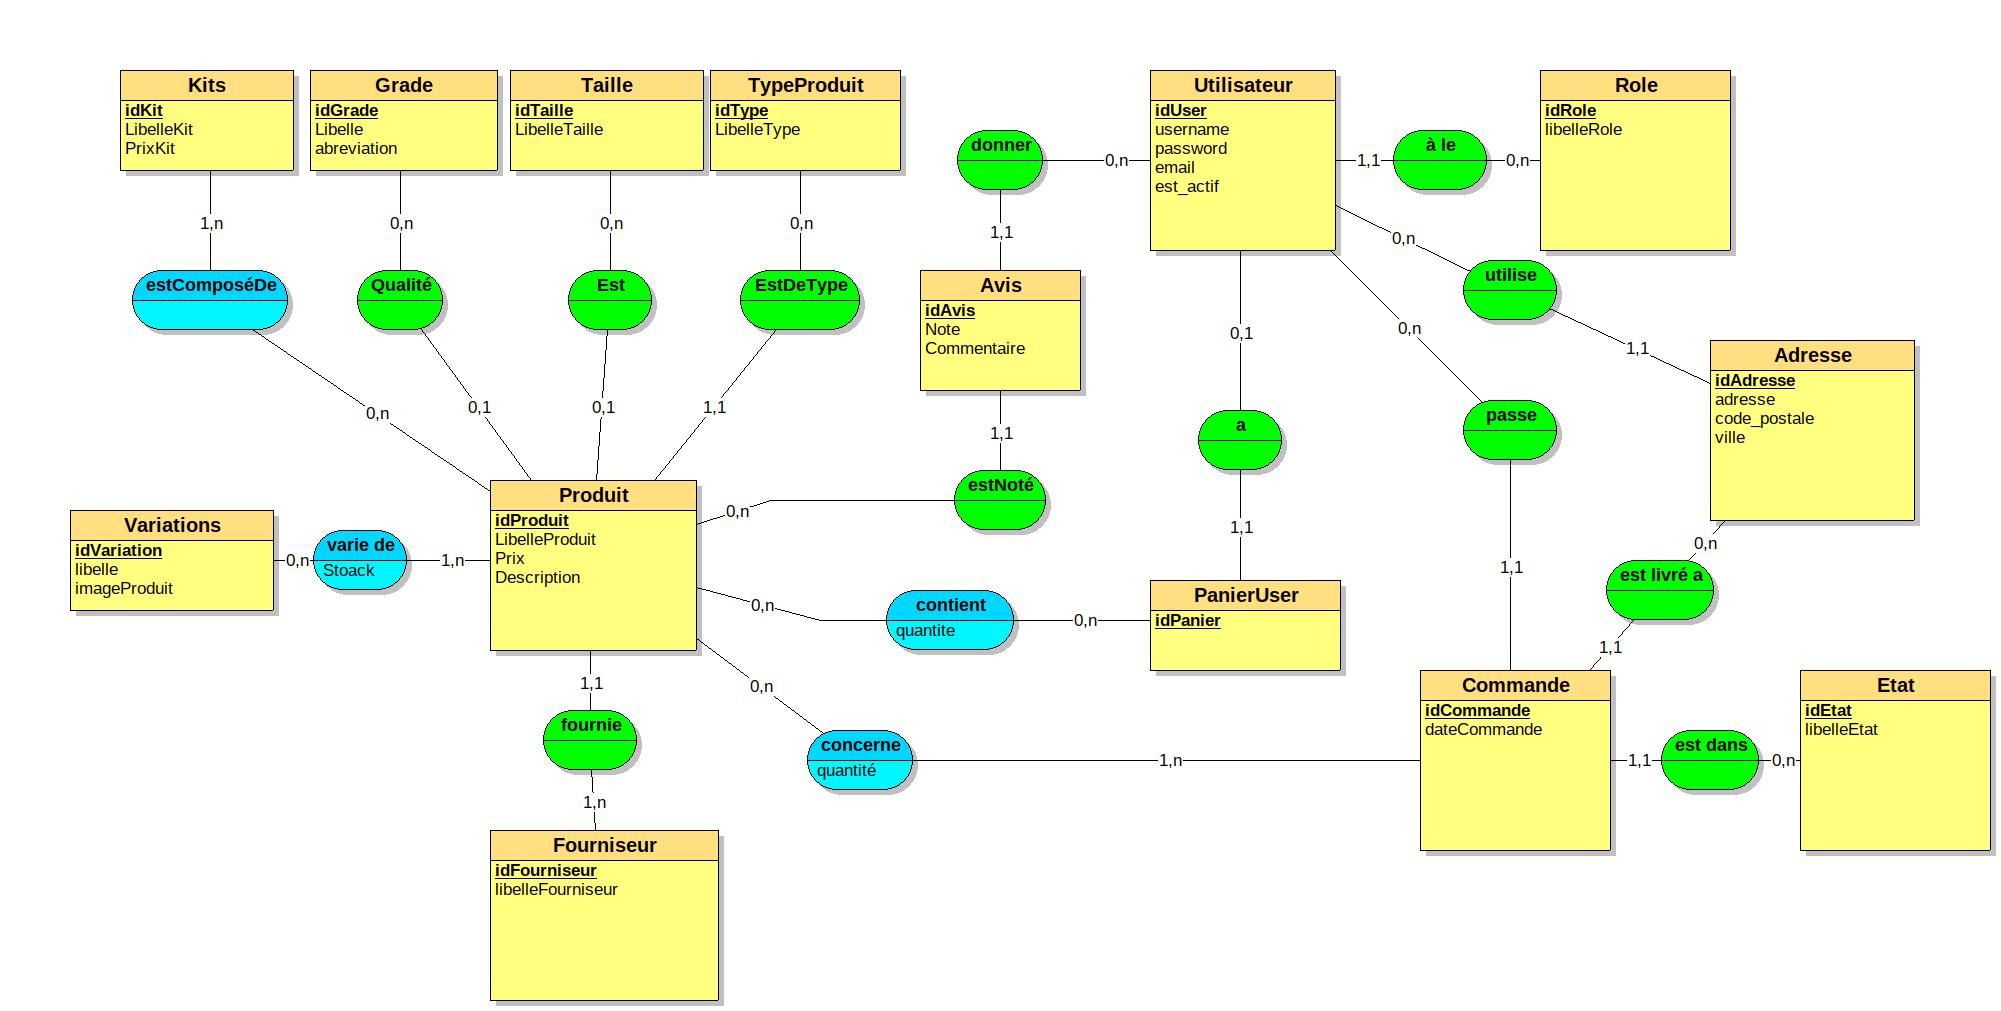 Kits
idKit
LibelleKit
PrixKit
Grade
idGrade
Libelle
abreviation
Taille
idTaille
LibelleTaille
TypeProduit
idType
LibelleType
Utilisateur
idUser
username
password
email
est_actif
Role
idRole
libelleRole
donner
0,n
1,1
à le
0,n
1,n
0,n
0,n
0,n
1,1
0,n
utilise
estComposéDe
Qualité
Est
EstDeType
Avis
idAvis
Note
Commentaire
0,1
0,n
1,1
Adresse
idAdresse
adresse
code_postale
ville
0,n
0,1
0,1
1,1
1,1
a
passe
Produit
idProduit
LibelleProduit
Prix
Description
0,n
estNoté
1,1
0,n
Variations
idVariation
libelle
imageProduit
0,n
varie de
Stoack
1,n
1,1
est livré a
0,n
contient
quantite
0,n
PanierUser
idPanier
1,1
1,1
0,n
fournie
concerne
quantité
1,n
Commande
idCommande
dateCommande
1,1
est dans
0,n
Etat
idEtat
libelleEtat
1,n
Fourniseur
idFourniseur
libelleFourniseur